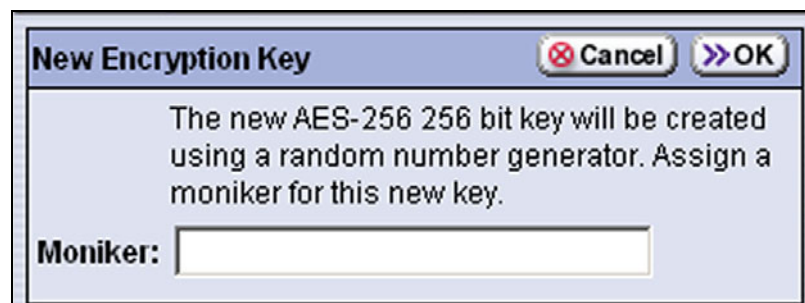 New Encryption Key Cancel >>OK
The new AES-256 256 bit key will be created
using a random number generator. Assign a
moniker for this new key.
Moniker: